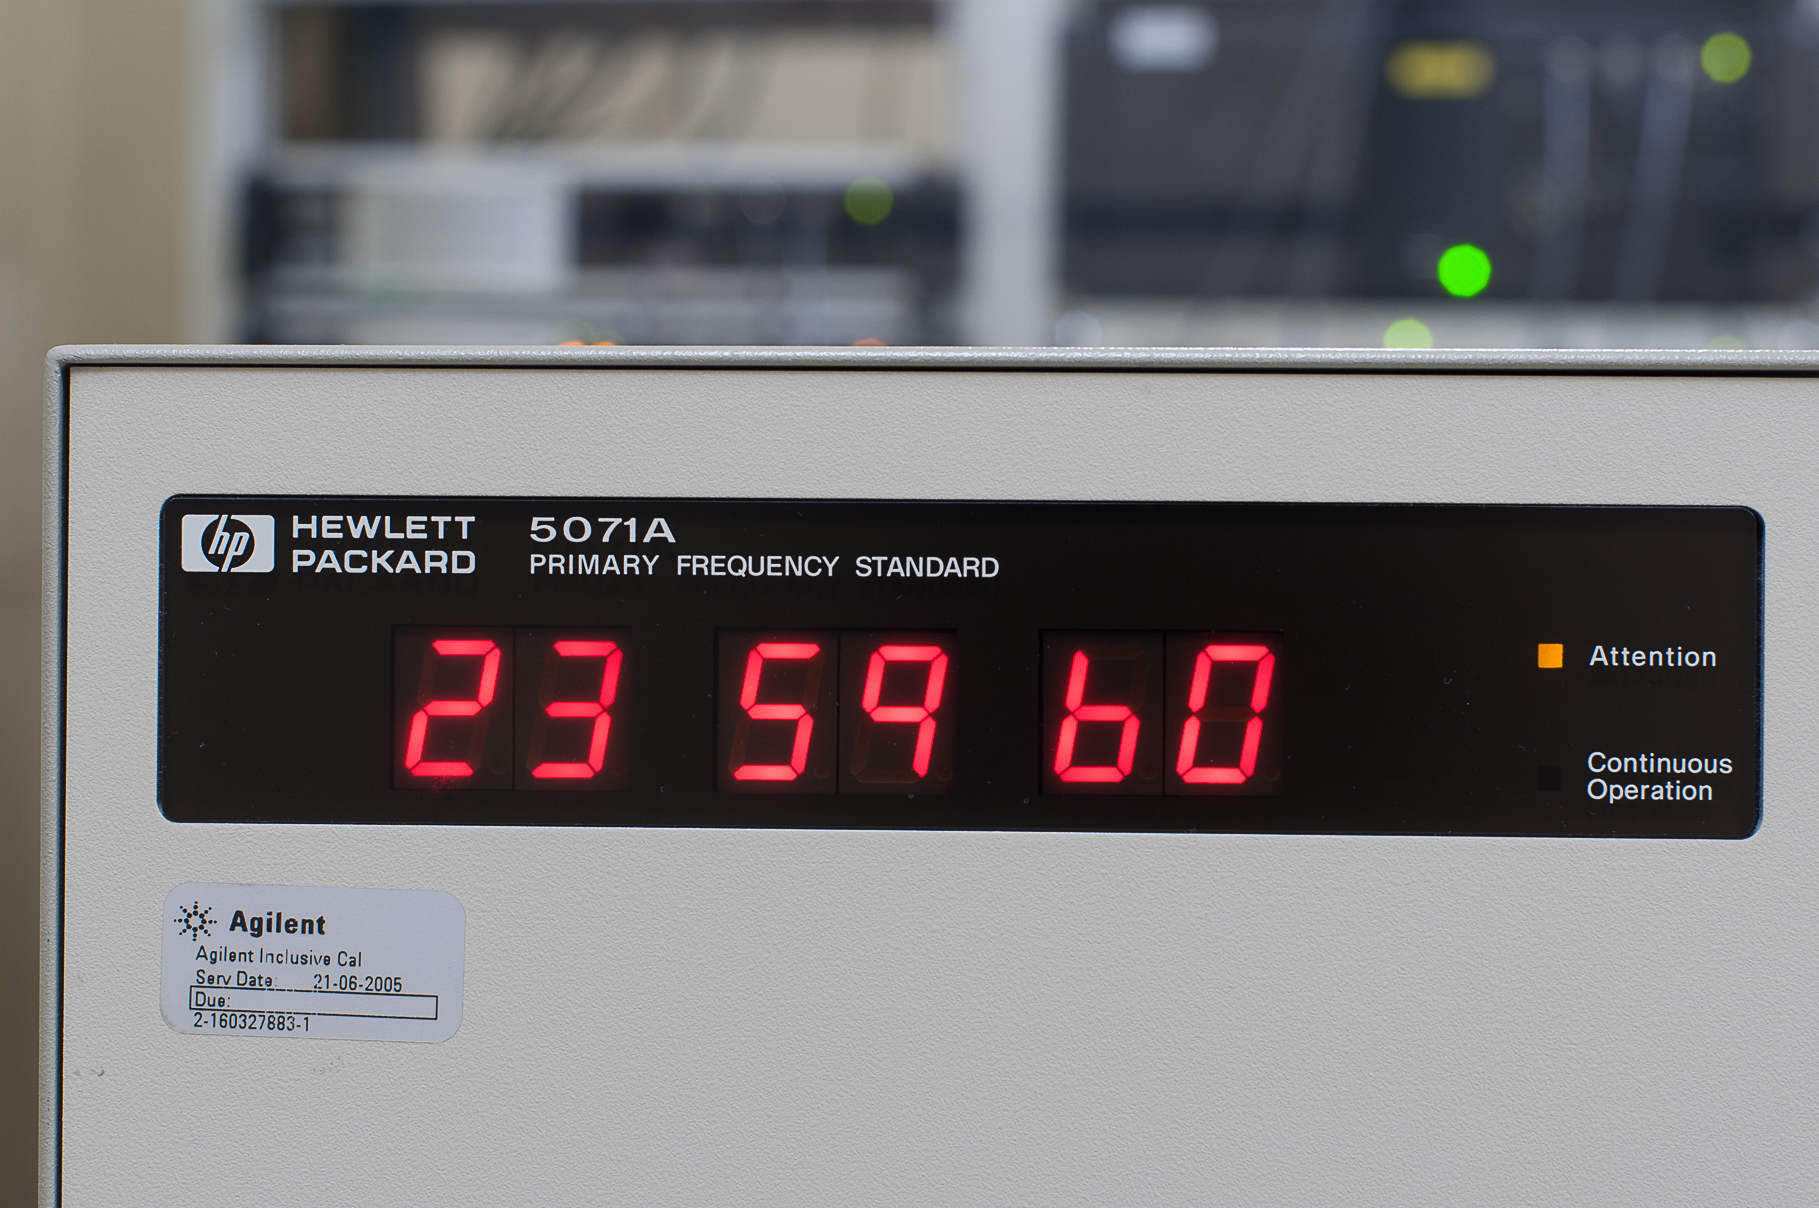 hp HEWLETT PACKARD
5071A
PRIMARY FREQUENCY STANDARD
23 59 60
Attention
Continuous
Operation
Agilent
Agilent Inclusive Cal
Serv Date: 21-06-2005
Due:
2-160327883-1